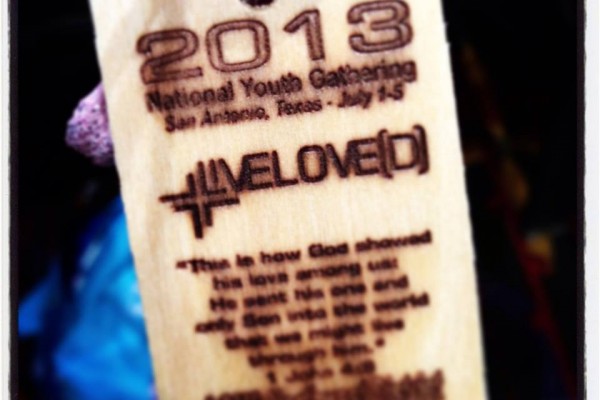 2013
National Youth Gathering
San Antonio, Texas - July 1-5
LIVELOVE[D]
"This is how God showed
his love among us:
He sent his one and
only Son into the world
that we might live
through him."
1 John 4:9